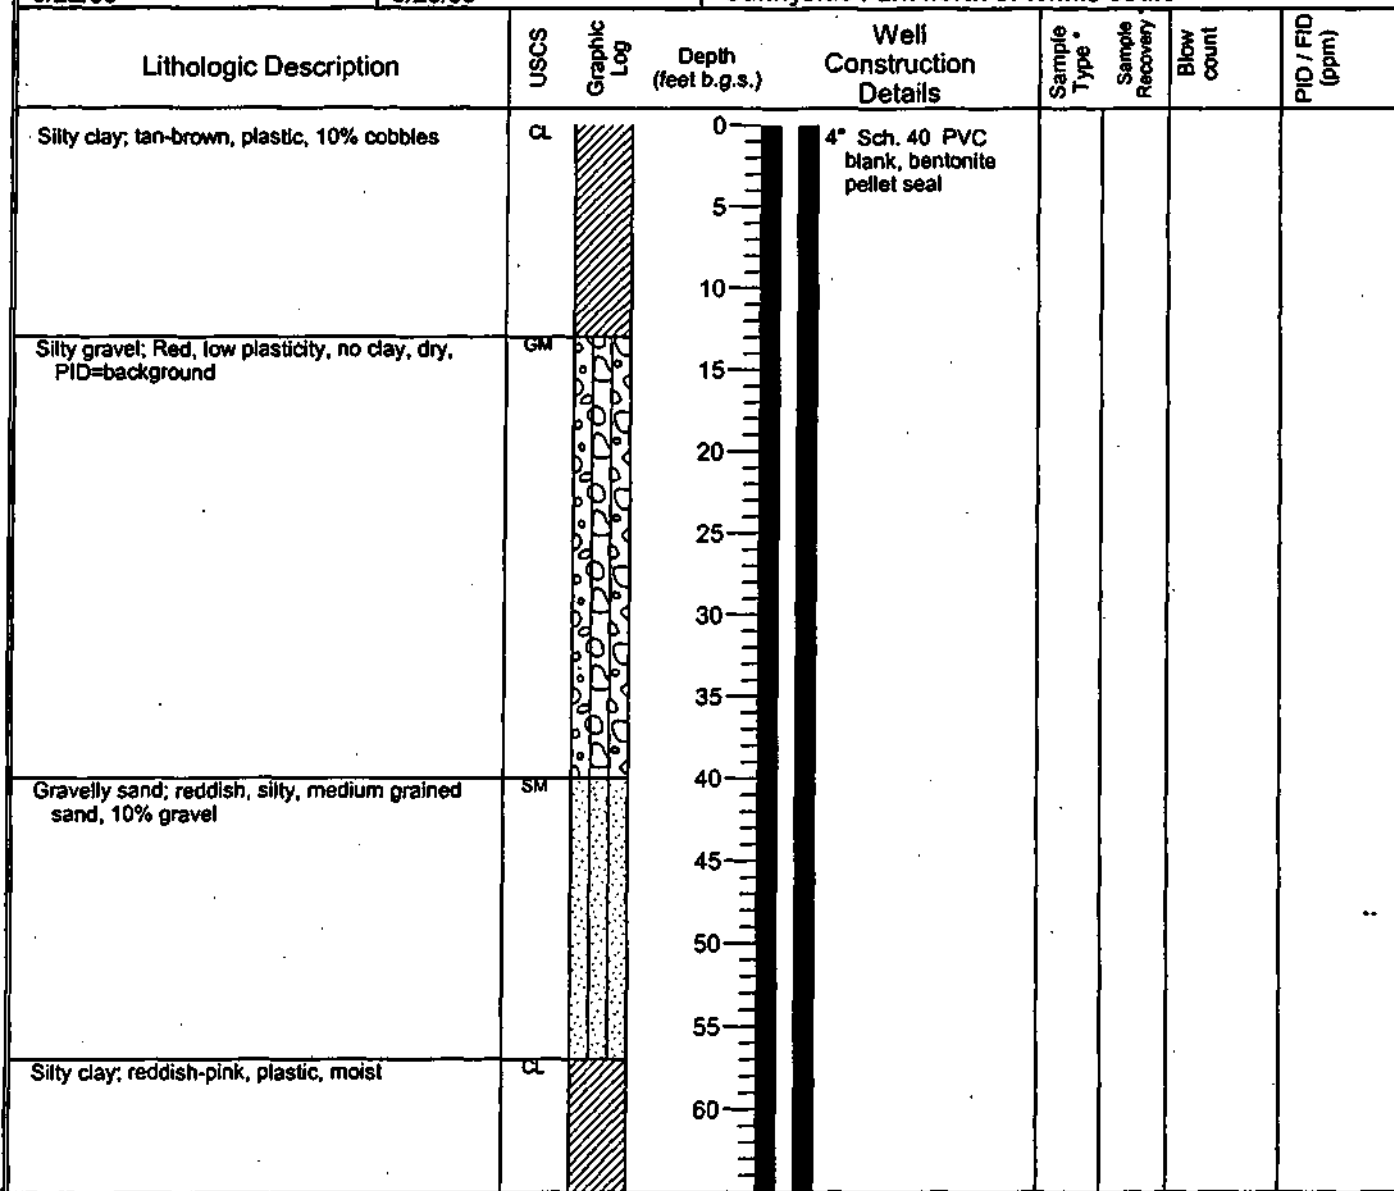 Lithologic Description
USCS
Graphic Log
Depth (feet b.g.s.)
Well Construction Details
Sample Type *
Sample Recovery
Blow count
PID / FID (ppm)
Silty clay; tan-brown, plastic, 10% cobbles
CL
0
4" Sch. 40 PVC
blank, bentonite
pellet seal
5
10
Silty gravel; Red, low plasticity, no clay, dry,
PID=background
GM
15
20
25
30
35
40
Gravelly sand; reddish, silty, medium grained
sand, 10% gravel
SM
45
50
55
Silty clay; reddish-pink, plastic, moist
CL
60